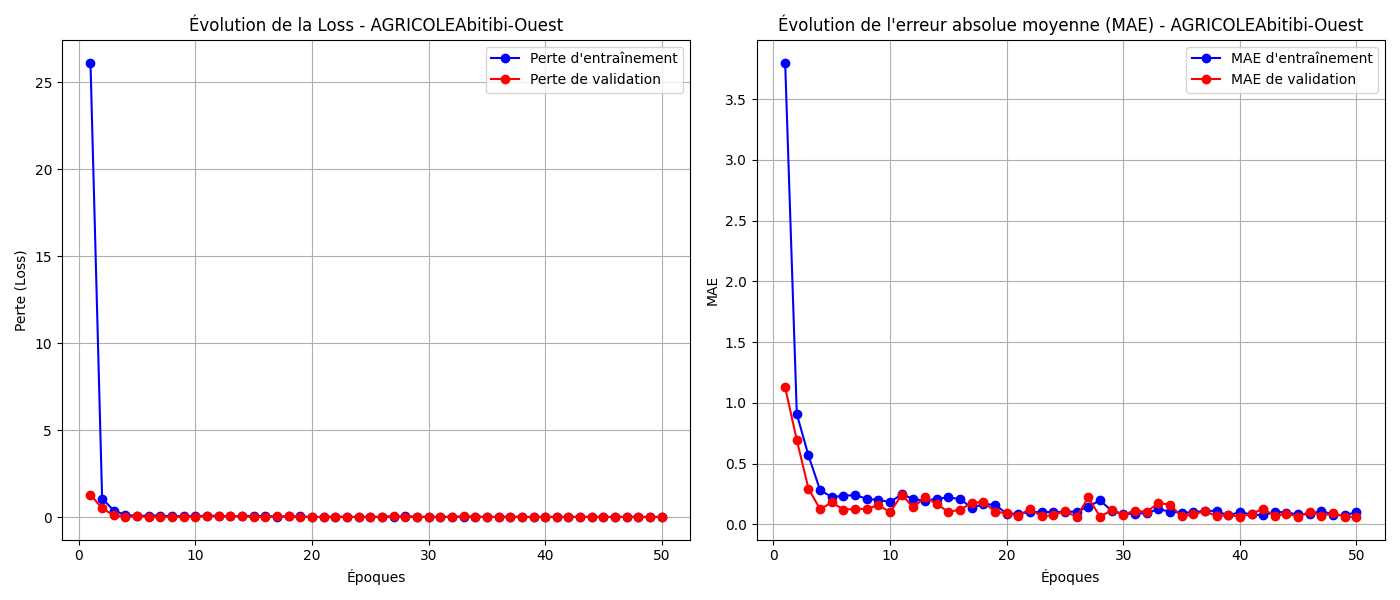 Évolution de la Loss - AGRICOLEAbitibi-Ouest
Perte d'entraînement
Perte de validation
25
20
15
10
5
0
Perte (Loss)
0 10 20 30 40 50
Époques
Évolution de l'erreur absolue moyenne (MAE) - AGRICOLEAbitibi-Ouest
MAE d'entraînement
MAE de validation
3.5
3.0
2.5
2.0
1.5
1.0
0.5
0.0
MAE
0 10 20 30 40 50
Époques